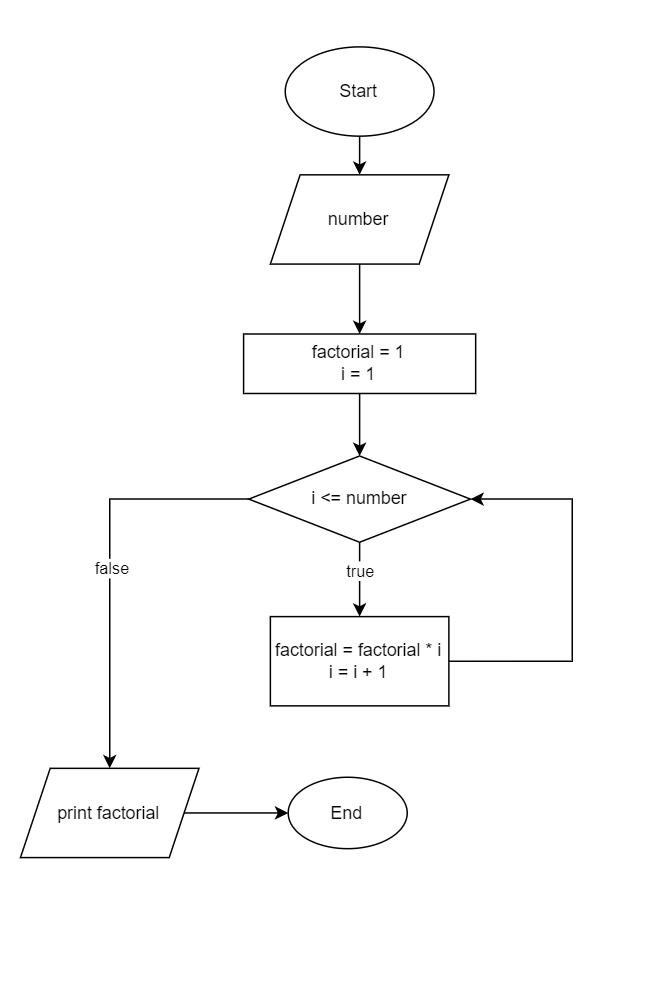 Start
number
factorial = 1
i = 1
i <= number
false
true
factorial = factorial * i
i = i + 1
print factorial
End